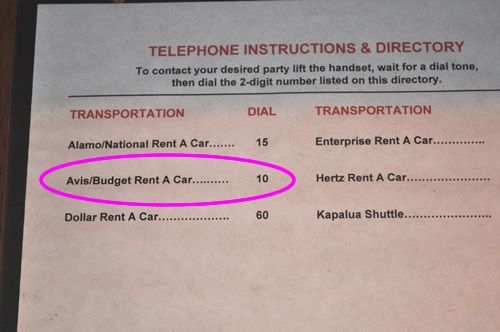 TELEPHONE INSTRUCTIONS & DIRECTORY
To contact your desired party lift the handset, wait for a dial tone,
then dial the 2-digit number listed on this directory.
TRANSPORTATION DIAL TRANSPORTATION
Alamo/National Rent A Car....... 15 Enterprise Rent A Car..............
Avis/Budget Rent A Car.......... 10 Hertz Rent A Car......................
Dollar Rent A Car.................... 60 Kapalua Shuttle.......................